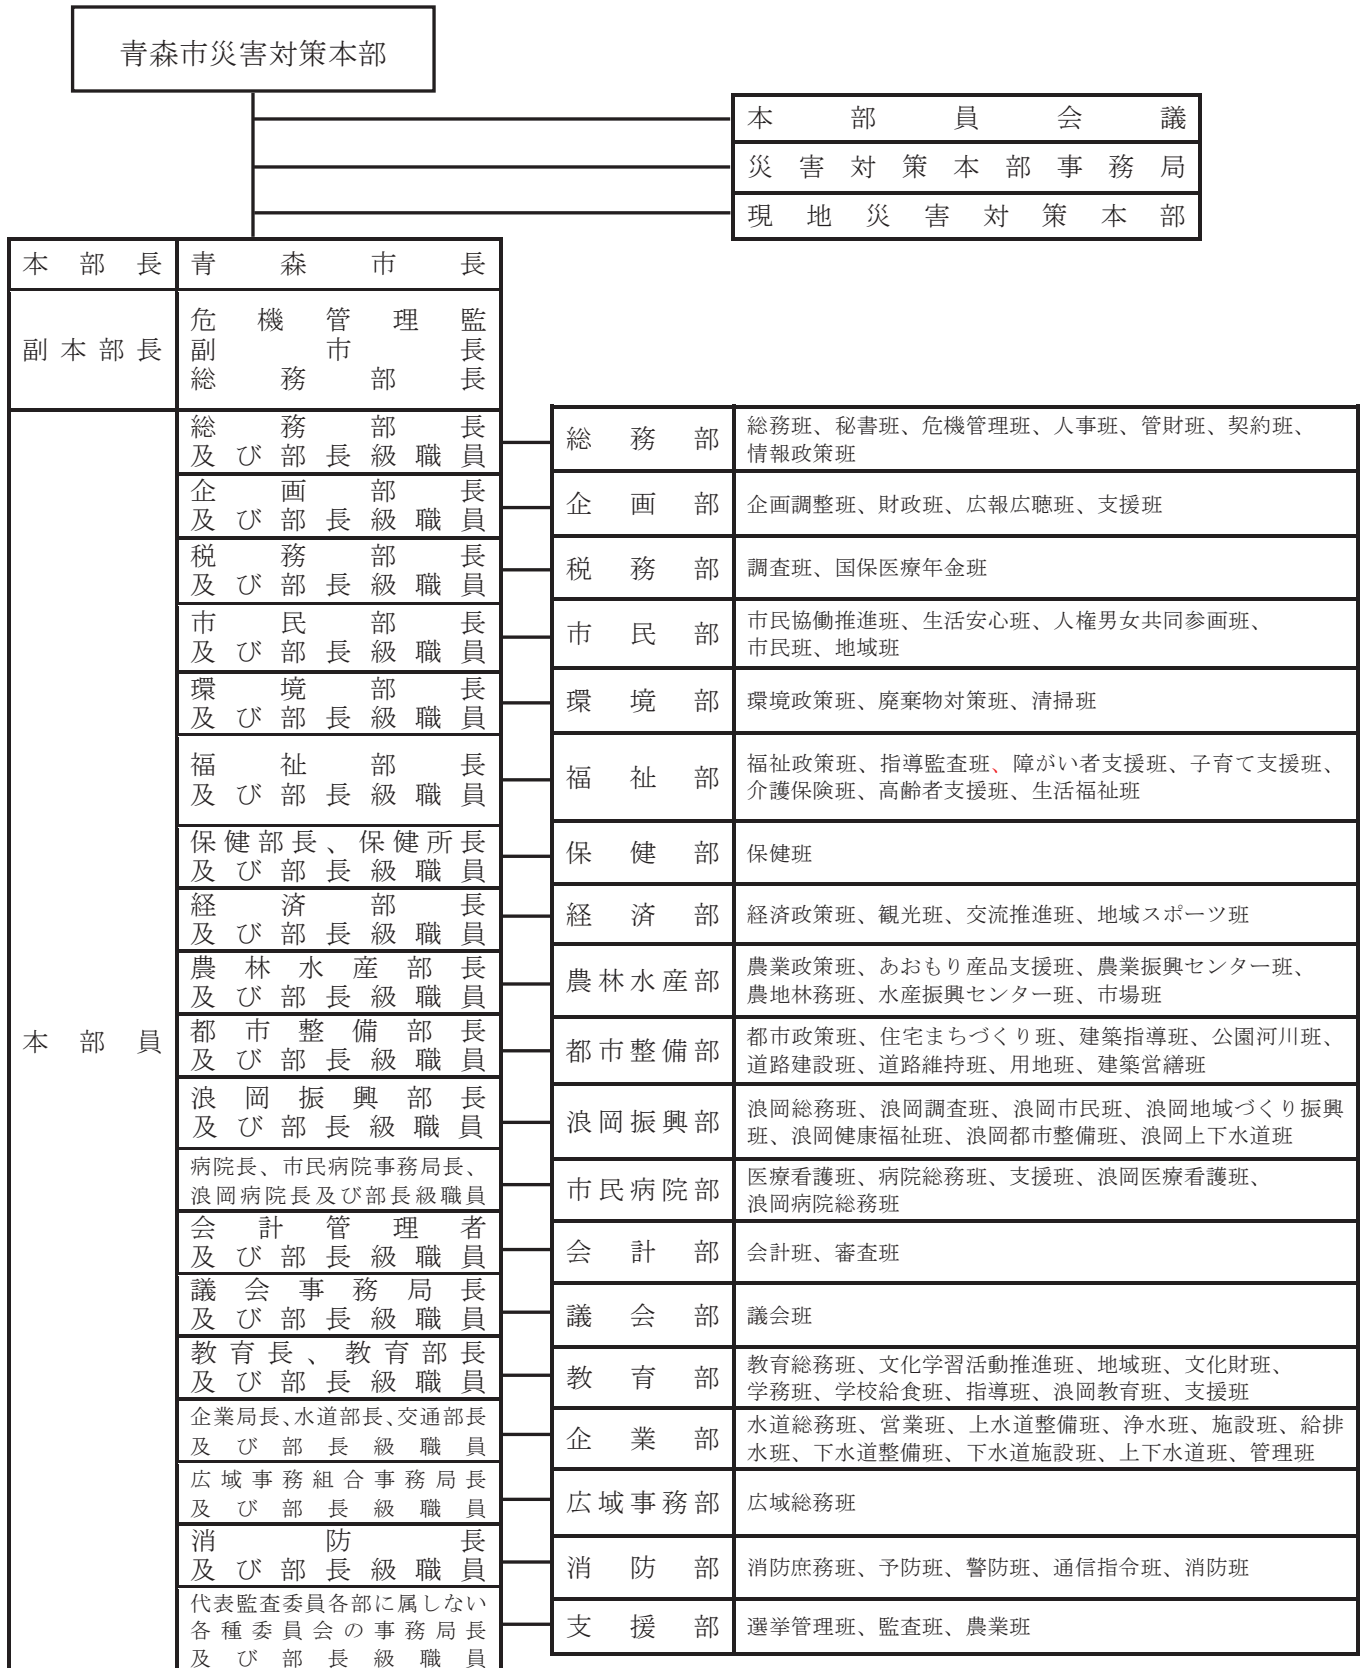 青森市災害対策本部
本部員会議
災害対策本部事務局
現地災害対策本部
本部長 青森市長
副本部長
危機管理監
副市長
総務部長
本部員
総務部長
及び部長級職員
総務部
総務班、秘書班、危機管理班、人事班、管財班、契約班、
情報政策班
企画部長
及び部長級職員
企画部
企画調整班、財政班、広報広聴班、支援班
税務部長
及び部長級職員
税務部
調査班、国保医療年金班
市民部長
及び部長級職員
市民部
市民協働推進班、生活安心班、人権男女共同参画班、
市民班、地域班
環境部長
及び部長級職員
環境部
環境政策班、廃棄物対策班、清掃班
福祉部長
及び部長級職員
福祉部
福祉政策班、指導監査班、障がい者支援班、子育て支援班、
介護保険班、高齢者支援班、生活福祉班
保健部長、保健所長
及び部長級職員
保健部
保健班
経済部長
及び部長級職員
経済部
経済政策班、観光班、交流推進班、地域スポーツ班
農林水産部長
及び部長級職員
農林水産部
農業政策班、あおもり産品支援班、農業振興センター班、
農地林務班、水産振興センター班、市場班
都市整備部長
及び部長級職員
都市整備部
都市政策班、住宅まちづくり班、建築指導班、公園河川班、
道路建設班、道路維持班、用地班、建築営繕班
浪岡振興部長
及び部長級職員
浪岡振興部
浪岡総務班、浪岡調査班、浪岡市民班、浪岡地域づくり振興
班、浪岡健康福祉班、浪岡都市整備班、浪岡上下水道班
病院長、市民病院事務局長、
浪岡病院長及び部長級職員
市民病院部
医療看護班、病院総務班、支援班、浪岡医療看護班、
浪岡病院総務班
会計管理者
及び部長級職員
会計部
会計班、審査班
議会事務局長
及び部長級職員
議会部
議会班
教育長、教育部長
及び部長級職員
教育部
教育総務班、文化学習活動推進班、地域班、文化財班、
学務班、学校給食班、指導班、浪岡教育班、支援班
企業局長、水道部長、交通部長
及び部長級職員
企業部
水道総務班、営業班、上水道整備班、浄水班、施設班、給排
水班、下水道整備班、下水道施設班、上下水道班、管理班
広域事務組合事務局長
及び部長級職員
広域事務部
広域総務班
消防長
及び部長級職員
消防部
消防庶務班、予防班、警防班、通信指令班、消防班
代表監査委員各部に属しない
各種委員会の事務局長
及び部長級職員
支援部
選挙管理班、監査班、農業班